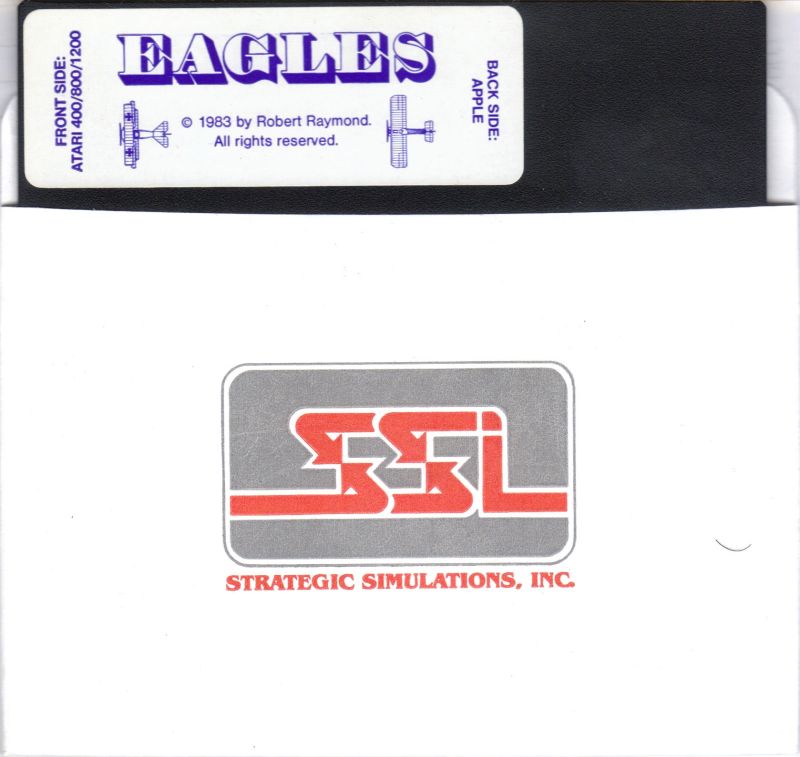 FRONT SIDE:
ATARI 400/800/1200
EAGLES
© 1983 by Robert Raymond.
All rights reserved.
BACK SIDE:
APPLE
SSI
STRATEGIC SIMULATIONS, INC.